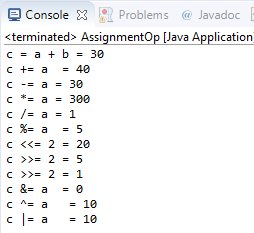 Console Problems @ Javadoc
<terminated> AssignmentOp [Java Application
c = a + b = 30
c += a  = 40
c -= a = 30
c *= a = 300
c /= a = 1
c %= a  = 5
c <<= 2 = 20
c >>= 2 = 5
c >>= 2 = 1
c &= a  = 0
c ^= a   = 10
c |= a   = 10